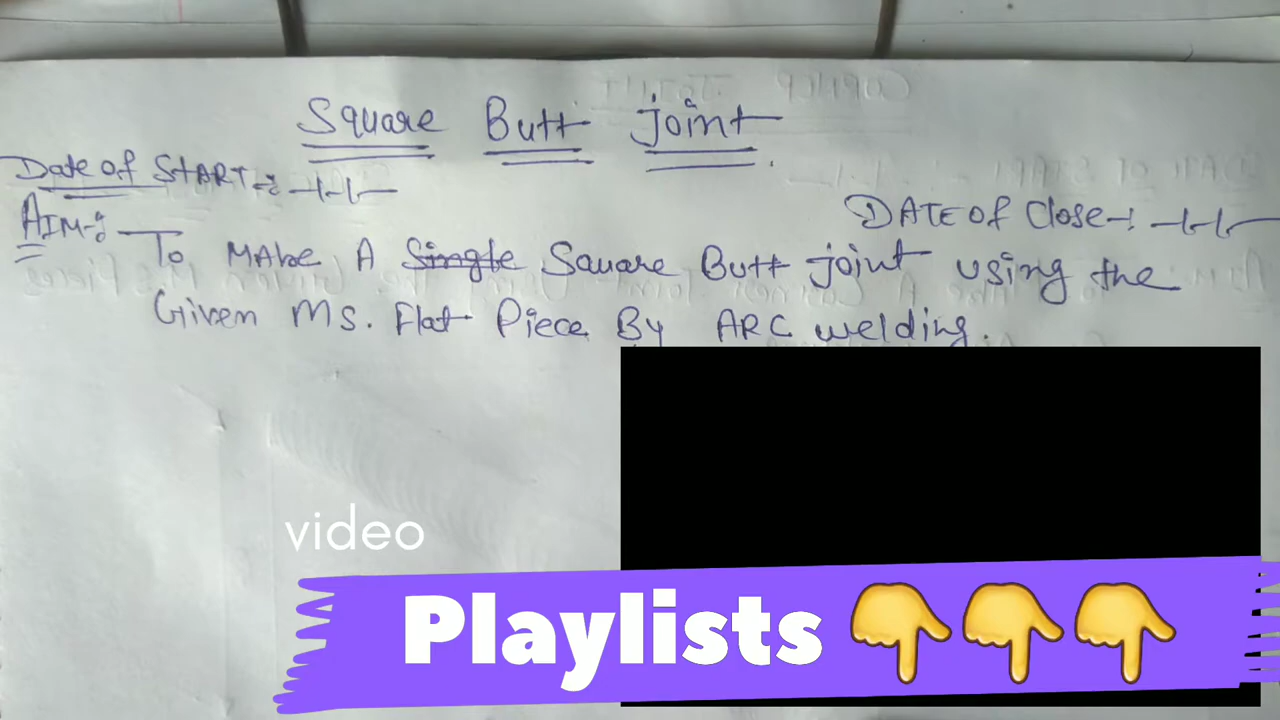 Square Butt joint.
Date of START-: -/-/-
DATE of Close-: -/-/-
AIM-: To MAke A Single Square Butt joint using the
Given MS. Flat Piece By ARC welding.
video
Playlists 👇👇👇